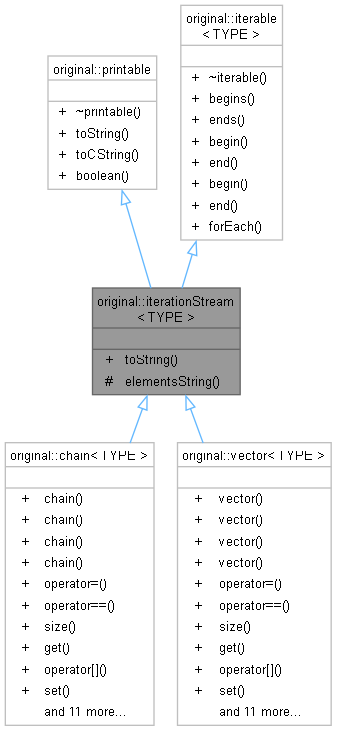 original::iterable
< TYPE >
+ ~iterable()
+ begins()
+ ends()
+ begin()
+ end()
+ begin()
+ end()
+ forEach()
original::printable
+ ~printable()
+ toString()
+ toCString()
+ boolean()
original::iterationStream
< TYPE >
+ toString()
# elementsString()
original::chain< TYPE >
+ chain()
+ chain()
+ chain()
+ chain()
+ operator=()
+ operator==()
+ size()
+ get()
+ operator[]()
+ set()
and 11 more...
original::vector< TYPE >
+ vector()
+ vector()
+ vector()
+ vector()
+ operator=()
+ operator==()
+ size()
+ get()
+ operator[]()
+ set()
and 11 more...